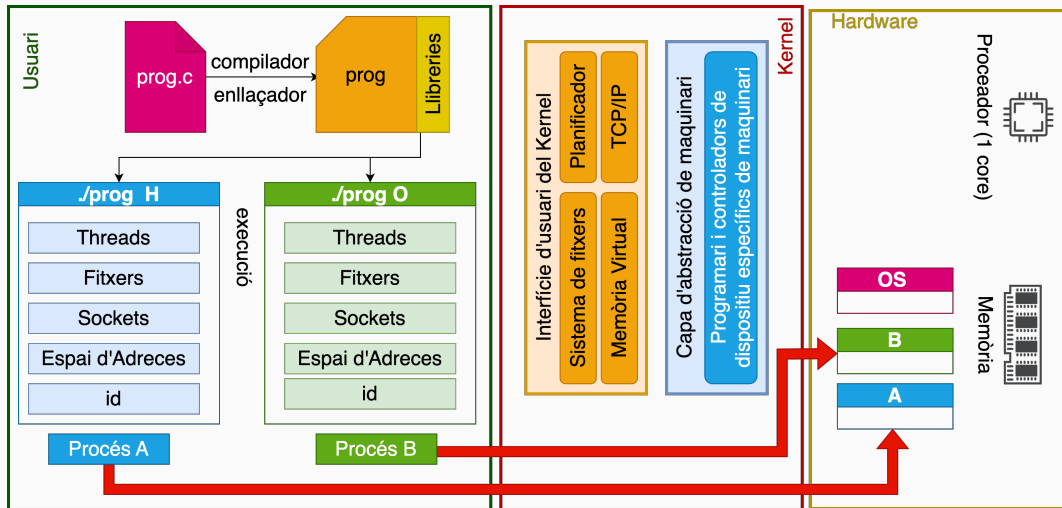 Usuari
prog.c
compilador
enllaçador
prog
Llibreries
./prog H
Threads
Fitxers
Sockets
Espai d'Adreces
id
Procés A
execució
./prog O
Threads
Fitxers
Sockets
Espai d'Adreces
id
Procés B
Kernel
Interfície d'usuari del Kernel
Planificador
TCP/IP
Sistema de fitxers
Memòria Virtual
Capa d'abstracció de maquinari
Programari i controladors de
dispositiu específics de maquinari
Hardware
Proceador (1 core)
OS
B
A
Memòria